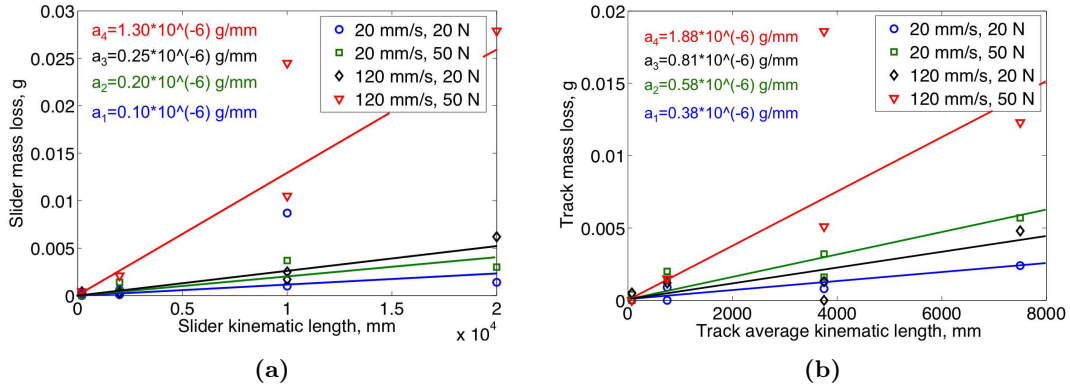 0.03
0.025
0.02
0.015
0.01
0.005
0
Slider mass loss, g
a4=1.30*10^(-6) g/mm
a3=0.25*10^(-6) g/mm
a2=0.20*10^(-6) g/mm
a1=0.10*10^(-6) g/mm
20 mm/s, 20 N
20 mm/s, 50 N
120 mm/s, 20 N
120 mm/s, 50 N
0 0.5 1 1.5 2
x 10^4
Slider kinematic length, mm
(a)
0.02
0.015
0.01
0.005
0
Track mass loss, g
a4=1.88*10^(-6) g/mm
a3=0.81*10^(-6) g/mm
a2=0.58*10^(-6) g/mm
a1=0.38*10^(-6) g/mm
20 mm/s, 20 N
20 mm/s, 50 N
120 mm/s, 20 N
120 mm/s, 50 N
0 2000 4000 6000 8000
Track average kinematic length, mm
(b)